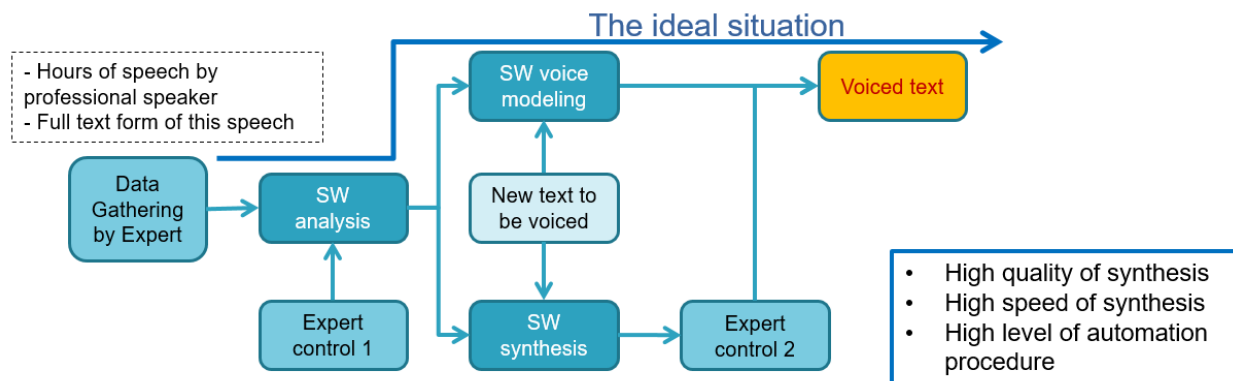 The ideal situation
- Hours of speech by
professional speaker
- Full text form of this speech
SW voice
modeling
Voiced text
Data
Gathering
by Expert
SW
analysis
New text to
be voiced
Expert
control 1
SW
synthesis
Expert
control 2
• High quality of synthesis
• High speed of synthesis
• High level of automation
procedure